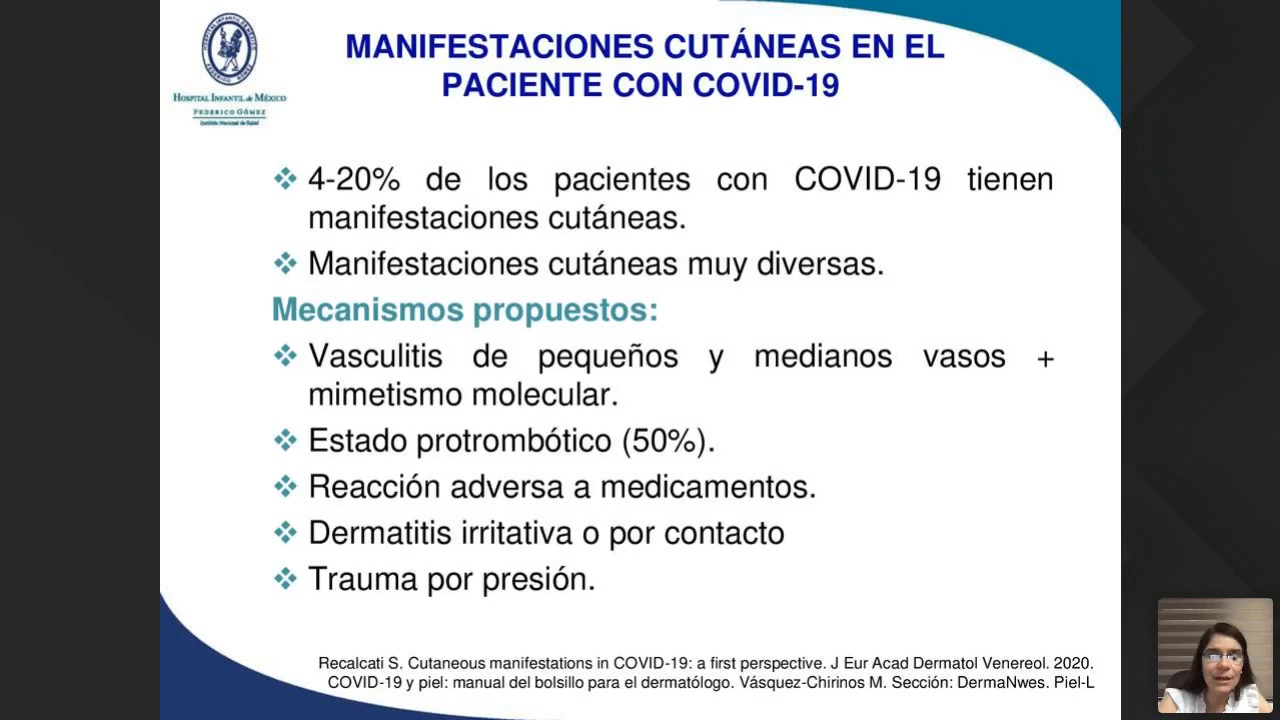 HOSPITAL INFANTIL de MÉXICO
FEDERICO GÓMEZ
Instituto Nacional de Salud
MANIFESTACIONES CUTÁNEAS EN EL
PACIENTE CON COVID-19
4-20% de los pacientes con COVID-19 tienen
manifestaciones cutáneas.
Manifestaciones cutáneas muy diversas.
Mecanismos propuestos:
Vasculitis de pequeños y medianos vasos +
mimetismo molecular.
Estado protrombótico (50%).
Reacción adversa a medicamentos.
Dermatitis irritativa o por contacto
Trauma por presión.
Recalcati S. Cutaneous manifestations in COVID-19: a first perspective. J Eur Acad Dermatol Venereol. 2020.
COVID-19 y piel: manual del bolsillo para el dermatólogo. Vásquez-Chirinos M. Sección: DermaNwes. Piel-L